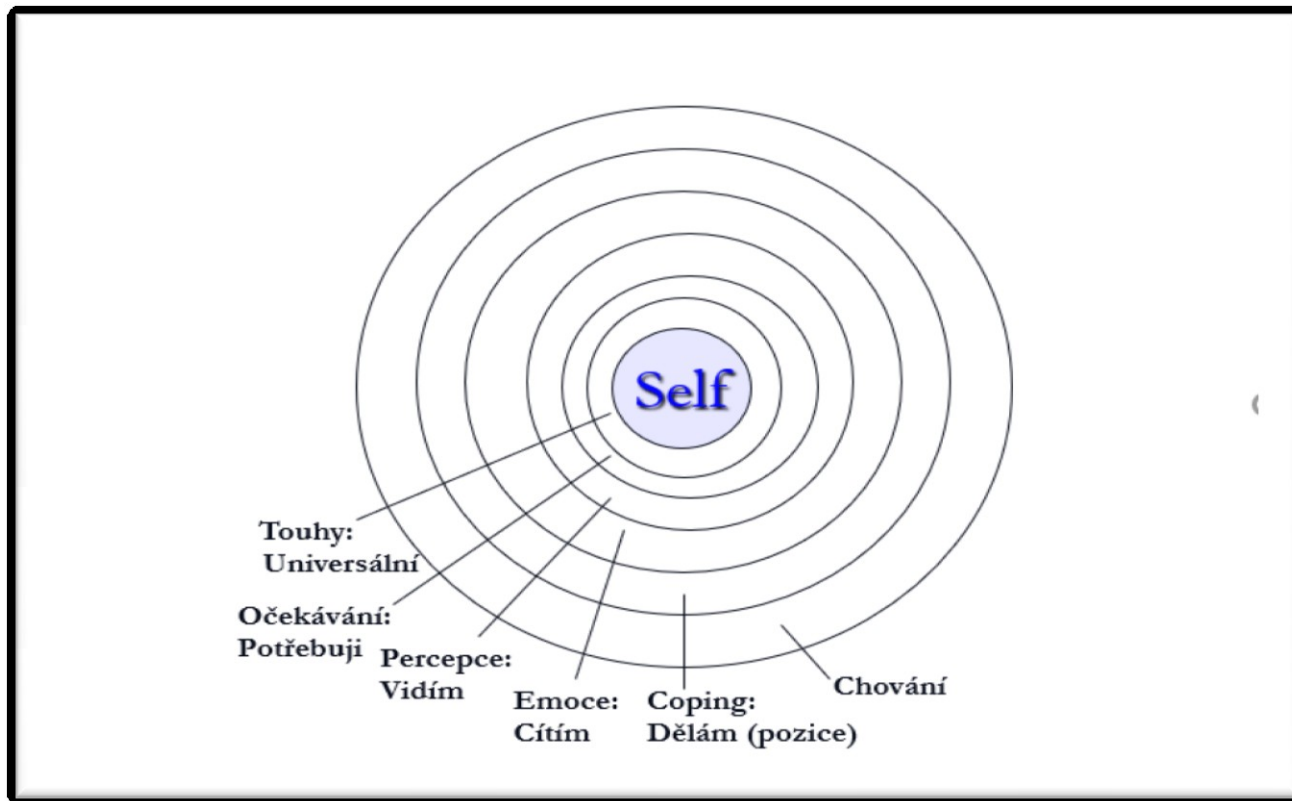 Self
Touhy:
Universální
Očekávání:
Potřebuji
Percepce:
Vidím
Emoce:
Cítím
Coping:
Dělám (pozice)
Chování